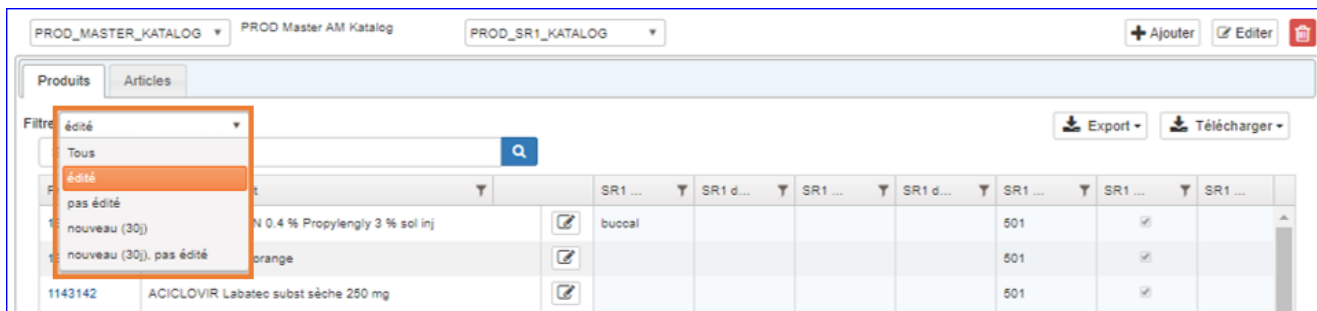 PROD_MASTER_KATALOG PROD Master AM Katalog PROD_SR1_KATALOG Ajouter Editer
Produits Articles
Filtre édité Export Télécharger
Tous
édité
SR1 ... SR1 d... SR1 ... SR1 d... SR1 ... SR1 ... SR1 ...
pas édité
N 0.4 % Propylengly 3 % sol inj buccal 501
nouveau (30j)
nouveau (30j), pas édité
orange 501
1143142 ACICLOVIR Labatec subst sèche 250 mg 501